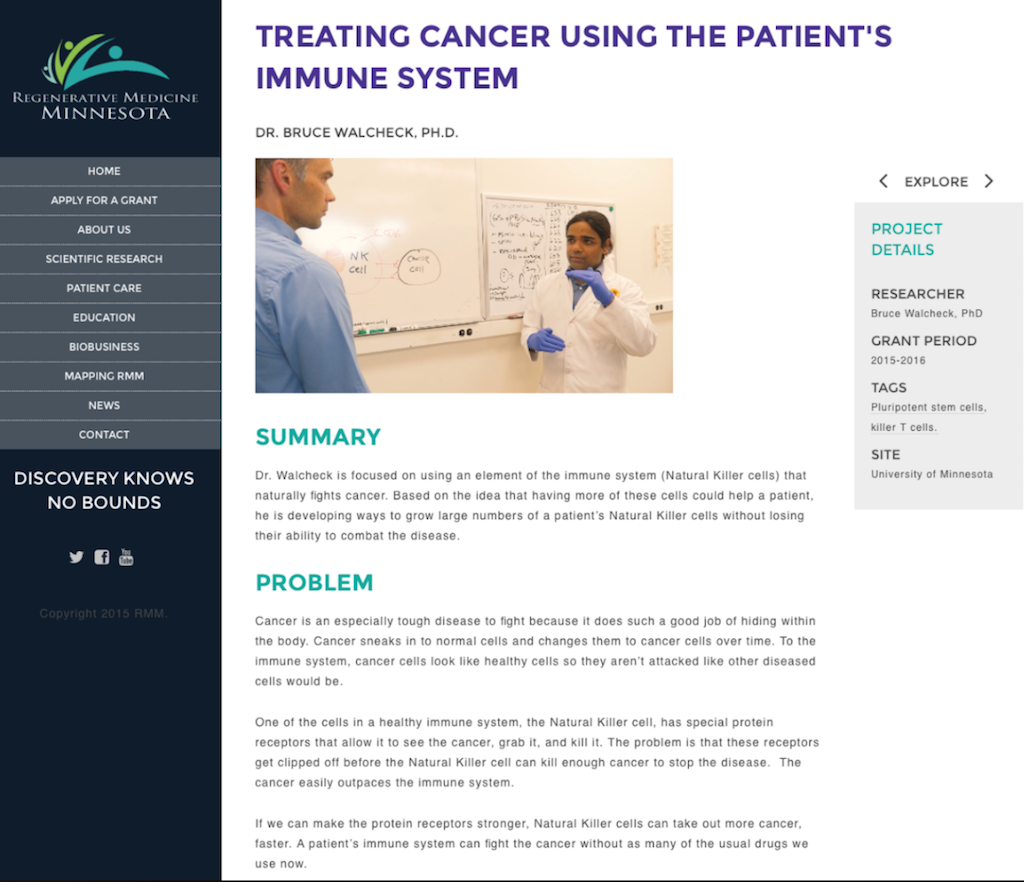 REGENERATIVE MEDICINE
MINNESOTA
HOME
APPLY FOR A GRANT
ABOUT US
SCIENTIFIC RESEARCH
PATIENT CARE
EDUCATION
BIOBUSINESS
MAPPING RMM
NEWS
CONTACT
DISCOVERY KNOWS
NO BOUNDS
You
Tube
Copyright 2015 RMM.
TREATING CANCER USING THE PATIENT'S
IMMUNE SYSTEM
DR. BRUCE WALCHECK, PH.D.
NK
cell
Cancer
cell
SUMMARY
Dr. Walcheck is focused on using an element of the immune system (Natural Killer cells) that
naturally fights cancer. Based on the idea that having more of these cells could help a patient,
he is developing ways to grow large numbers of a patient's Natural Killer cells without losing
their ability to combat the disease.
PROBLEM
Cancer is an especially tough disease to fight because it does such a good job of hiding within
the body. Cancer sneaks in to normal cells and changes them to cancer cells over time. To the
immune system, cancer cells look like healthy cells so they aren't attacked like other diseased
cells would be.
One of the cells in a healthy immune system, the Natural Killer cell, has special protein
receptors that allow it to see the cancer, grab it, and kill it. The problem is that these receptors
get clipped off before the Natural Killer cell can kill enough cancer to stop the disease.  The
cancer easily outpaces the immune system.
If we can make the protein receptors stronger, Natural Killer cells can take out more cancer,
faster. A patient's immune system can fight the cancer without as many of the usual drugs we
use now.
EXPLORE
PROJECT
DETAILS
RESEARCHER
Bruce Walcheck, PhD
GRANT PERIOD
2015-2016
TAGS
Pluripotent stem cells,
killer T cells.
SITE
University of Minnesota